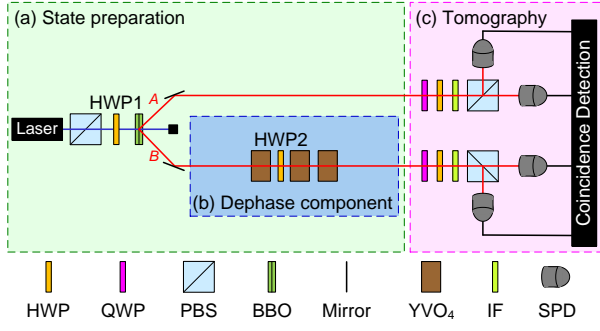 (a) State preparation
(c) Tomography
HWP1
A
Laser
B
HWP2
(b) Dephase component
Coincidence Detection
HWP
QWP
PBS
BBO
Mirror
YVO₄
IF
SPD